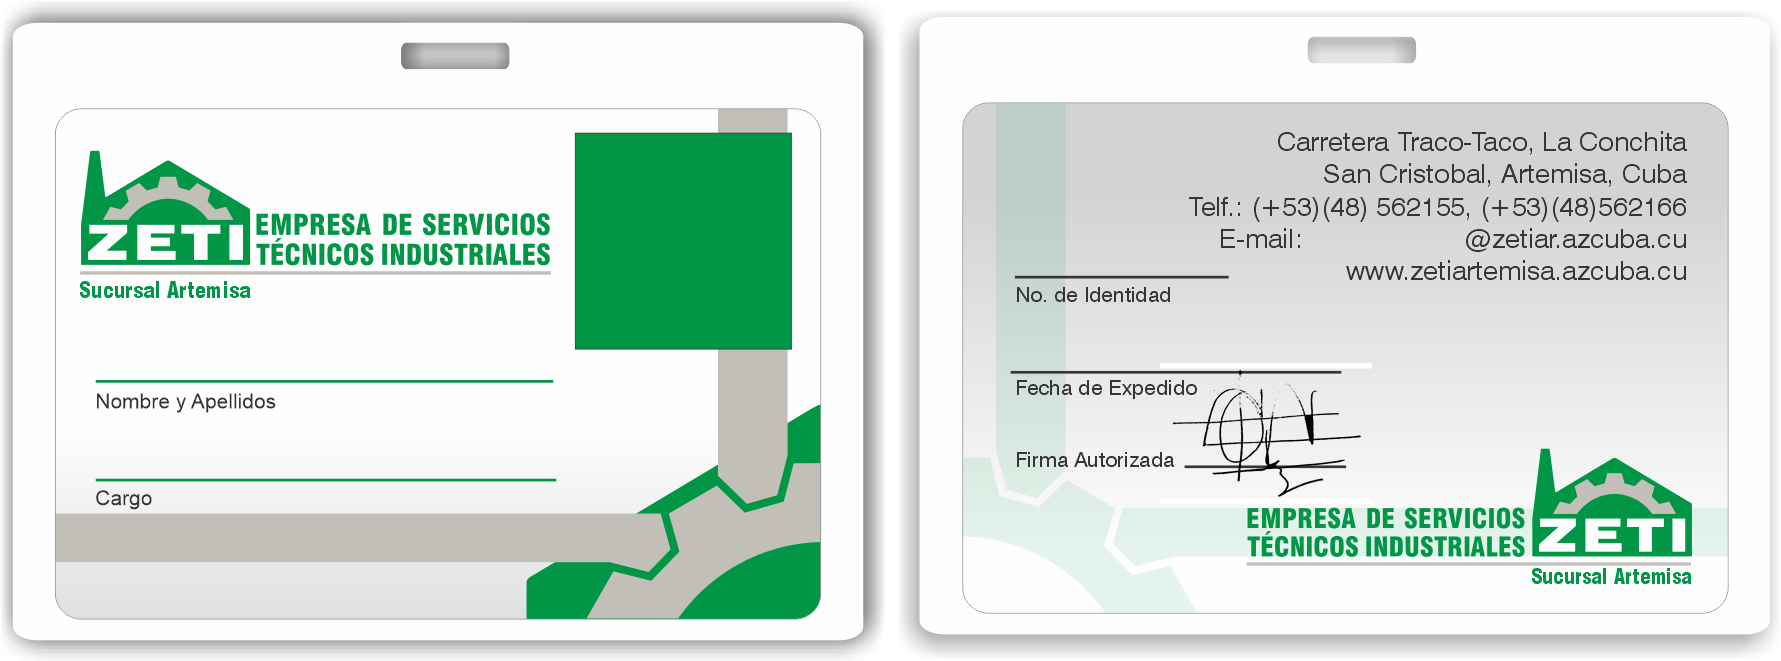 ZETI
EMPRESA DE SERVICIOS
TÉCNICOS INDUSTRIALES
Sucursal Artemisa
Nombre y Apellidos
Cargo
Carretera Traco-Taco, La Conchita
San Cristobal, Artemisa, Cuba
Telf.: (+53)(48) 562155, (+53)(48)562166
E-mail: @zetiar.azcuba.cu
www.zetiartemisa.azcuba.cu
No. de Identidad
Fecha de Expedido
Firma Autorizada
EMPRESA DE SERVICIOS
TÉCNICOS INDUSTRIALES
ZETI
Sucursal Artemisa